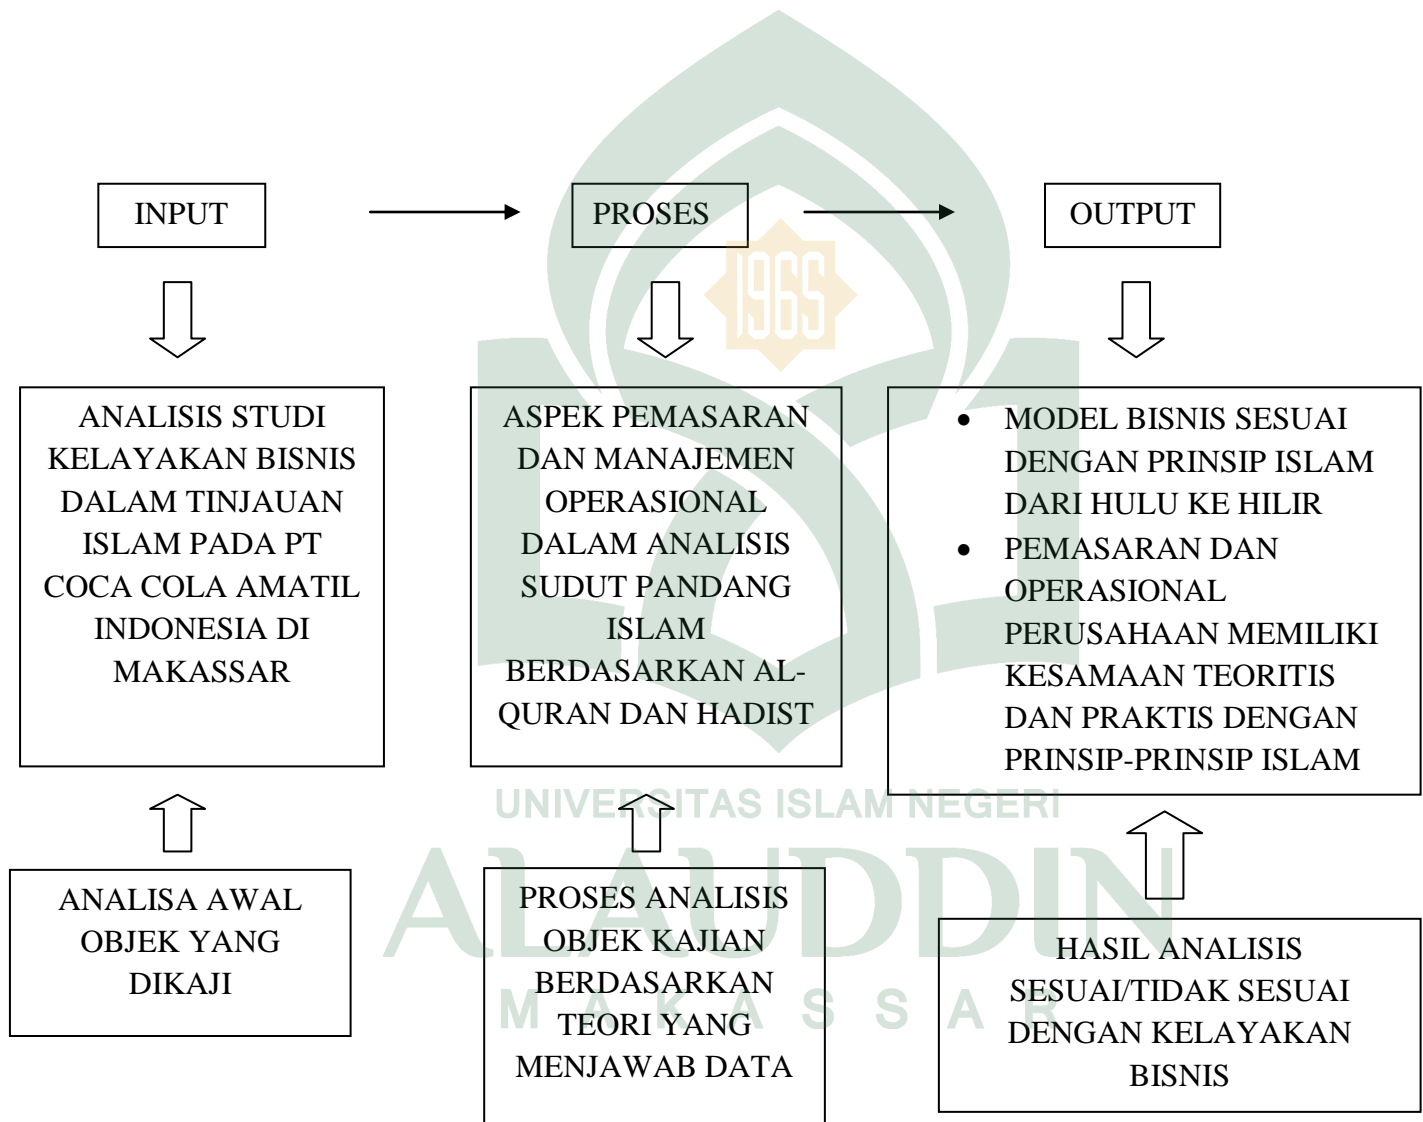 INPUT
PROSES
OUTPUT
1965
ANALISIS STUDI
KELAYAKAN BISNIS
DALAM TINJAUAN
ISLAM PADA PT
COCA COLA AMATIL
INDONESIA DI
MAKASSAR
ASPEK PEMASARAN
DAN MANAJEMEN
OPERASIONAL
DALAM ANALISIS
SUDUT PANDANG
ISLAM
BERDASARKAN AL-
QURAN DAN HADIST
• MODEL BISNIS SESUAI
DENGAN PRINSIP ISLAM
DARI HULU KE HILIR
• PEMASARAN DAN
OPERASIONAL
PERUSAHAAN MEMILIKI
KESAMAAN TEORITIS
DAN PRAKTIS DENGAN
PRINSIP-PRINSIP ISLAM
UNIVERSITAS ISLAM NEGERI
ALAUDDIN
MAKASSAR
ANALISA AWAL
OBJEK YANG
DIKAJI
PROSES ANALISIS
OBJEK KAJIAN
BERDASARKAN
TEORI YANG
MENJAWAB DATA
HASIL ANALISIS
SESUAI/TIDAK SESUAI
DENGAN KELAYAKAN
BISNIS